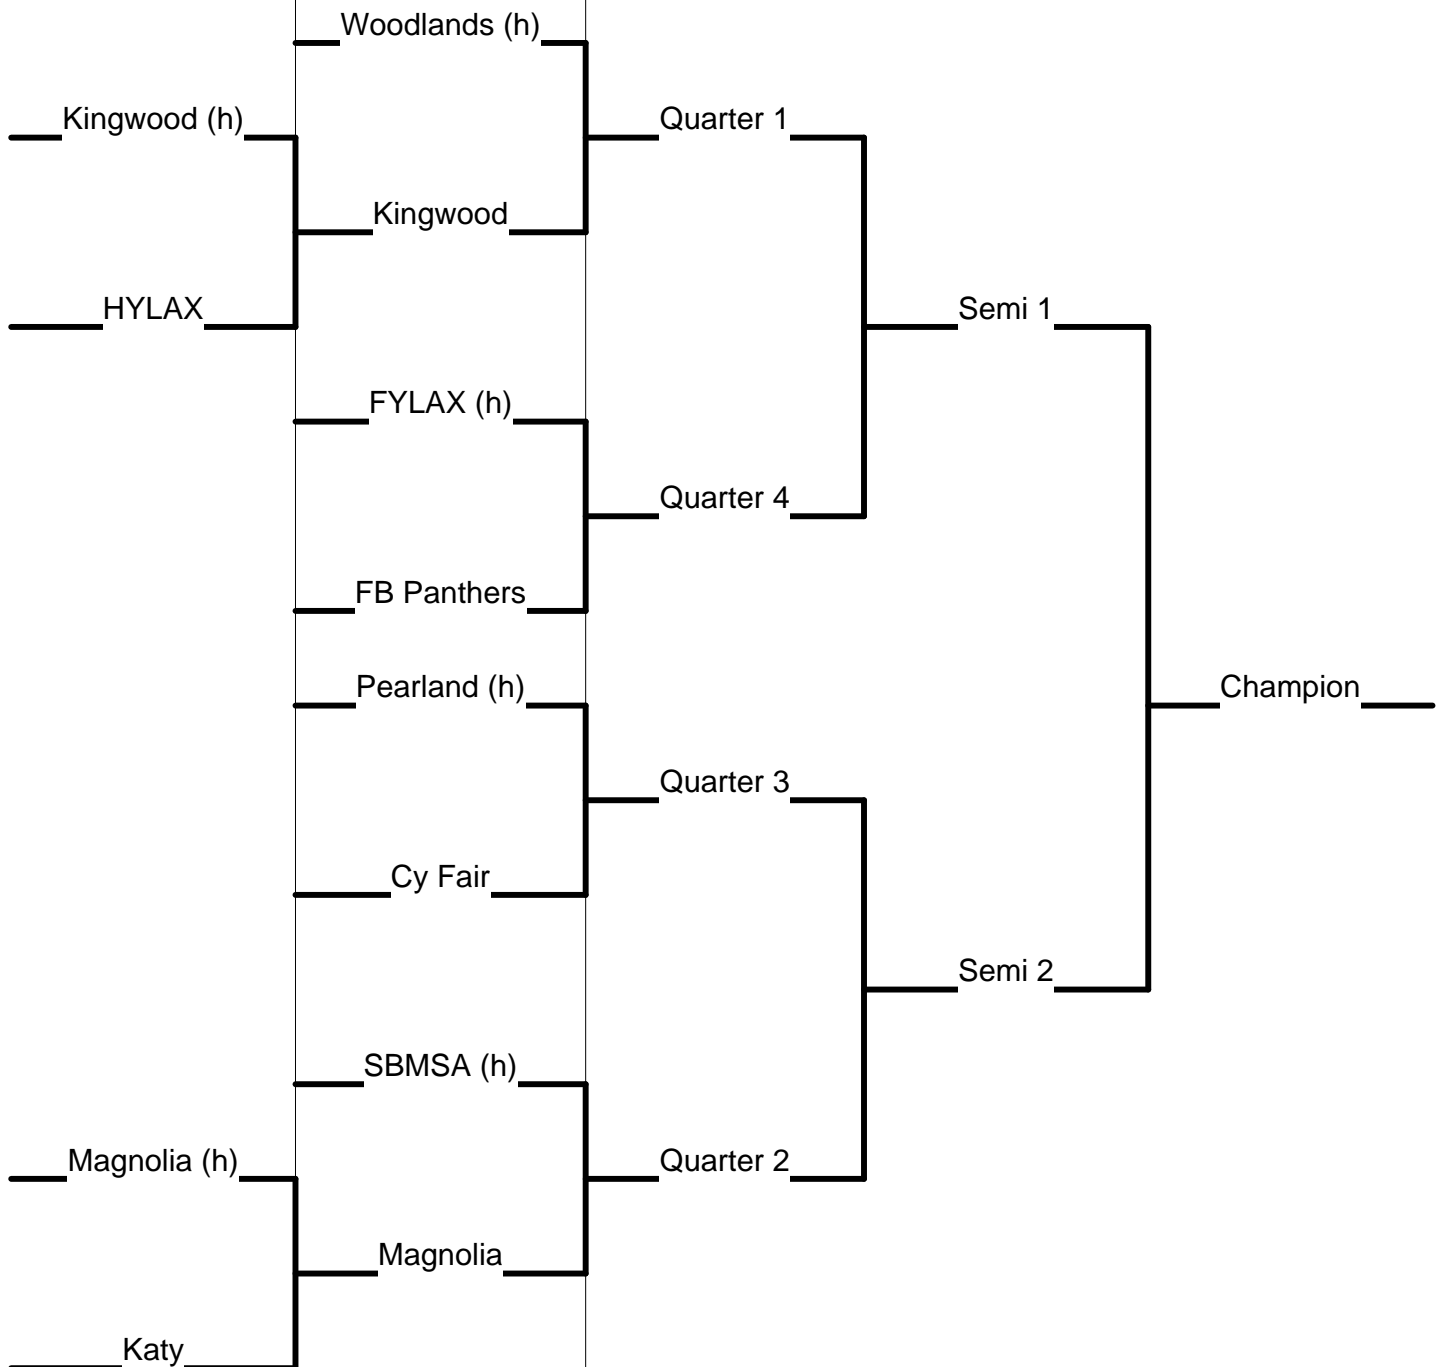 Woodlands (h)
Kingwood (h)
Quarter 1
Kingwood
HYLAX
Semi 1
FYLAX (h)
Quarter 4
FB Panthers
Pearland (h)
Champion
Quarter 3
Cy Fair
Semi 2
SBMSA (h)
Magnolia (h)
Quarter 2
Magnolia
Katy